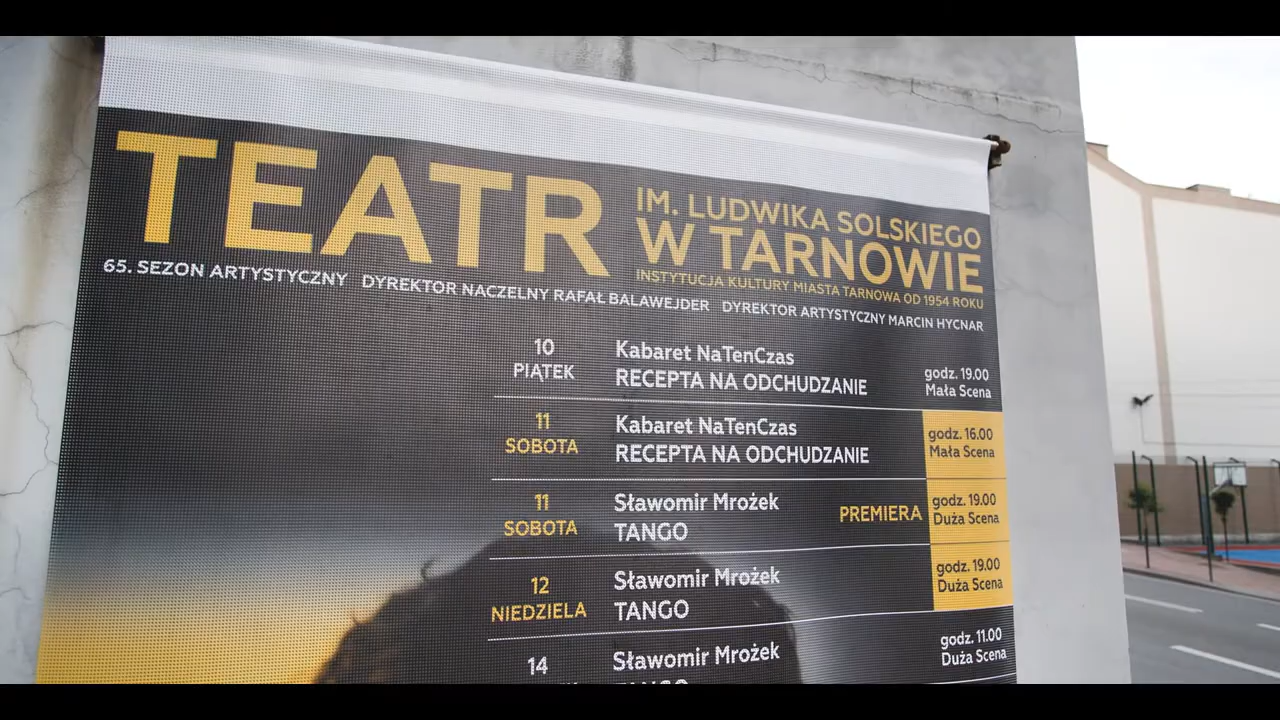 TEATR
IM. LUDWIKA SOLSKIEGO
W TARNOWIE
INSTYTUCJA KULTURY MIASTA TARNOWA OD 1954 ROKU
65. SEZON ARTYSTYCZNY DYREKTOR NACZELNY RAFAŁ BALAWEJDER DYREKTOR ARTYSTYCZNY MARCIN HYCNAR
10
PIĄTEK
Kabaret NaTenCzas
RECEPTA NA ODCHUDZANIE
godz. 19.00
Mała Scena
11
SOBOTA
Kabaret NaTenCzas
RECEPTA NA ODCHUDZANIE
godz. 16.00
Mała Scena
11
SOBOTA
Sławomir Mrożek
TANGO
PREMIERA
godz. 19.00
Duża Scena
12
NIEDZIELA
Sławomir Mrożek
TANGO
godz. 19.00
Duża Scena
14
Sławomir Mrożek
godz. 11.00
Duża Scena